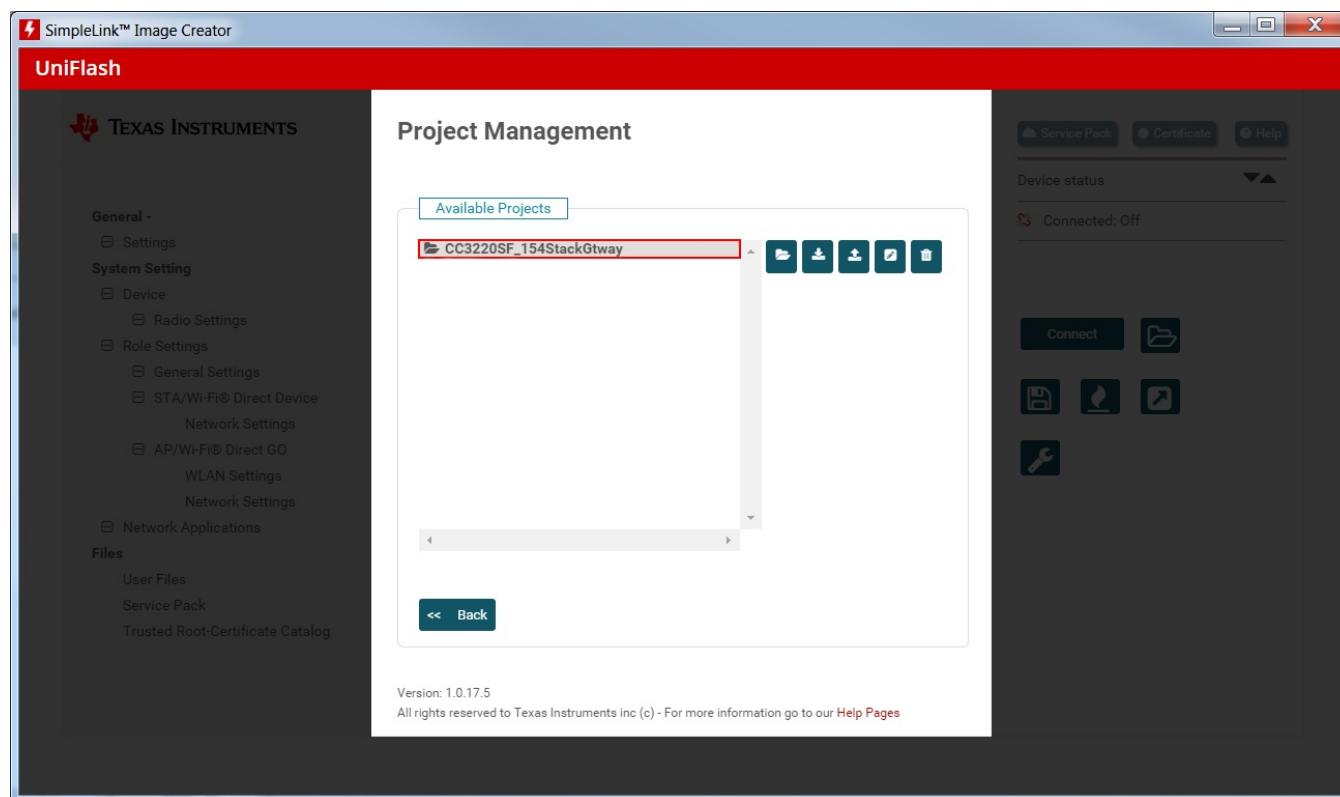 SimpleLink™ Image Creator
UniFlash
TEXAS INSTRUMENTS
General -
Settings
System Setting
Device
Radio Settings
Role Settings
General Settings
STA/Wi-Fi® Direct Device
Network Settings
AP/Wi-Fi® Direct GO
WLAN Settings
Network Settings
Network Applications
Files
User Files
Service Pack
Trusted Root-Certificate Catalog
Project Management
Available Projects
CC3220SF_154StackGtway
<< Back
Version: 1.0.17.5
All rights reserved to Texas Instruments inc (c) - For more information go to our Help Pages
Service Pack Certificate Help
Device status
Connected: Off
Connect